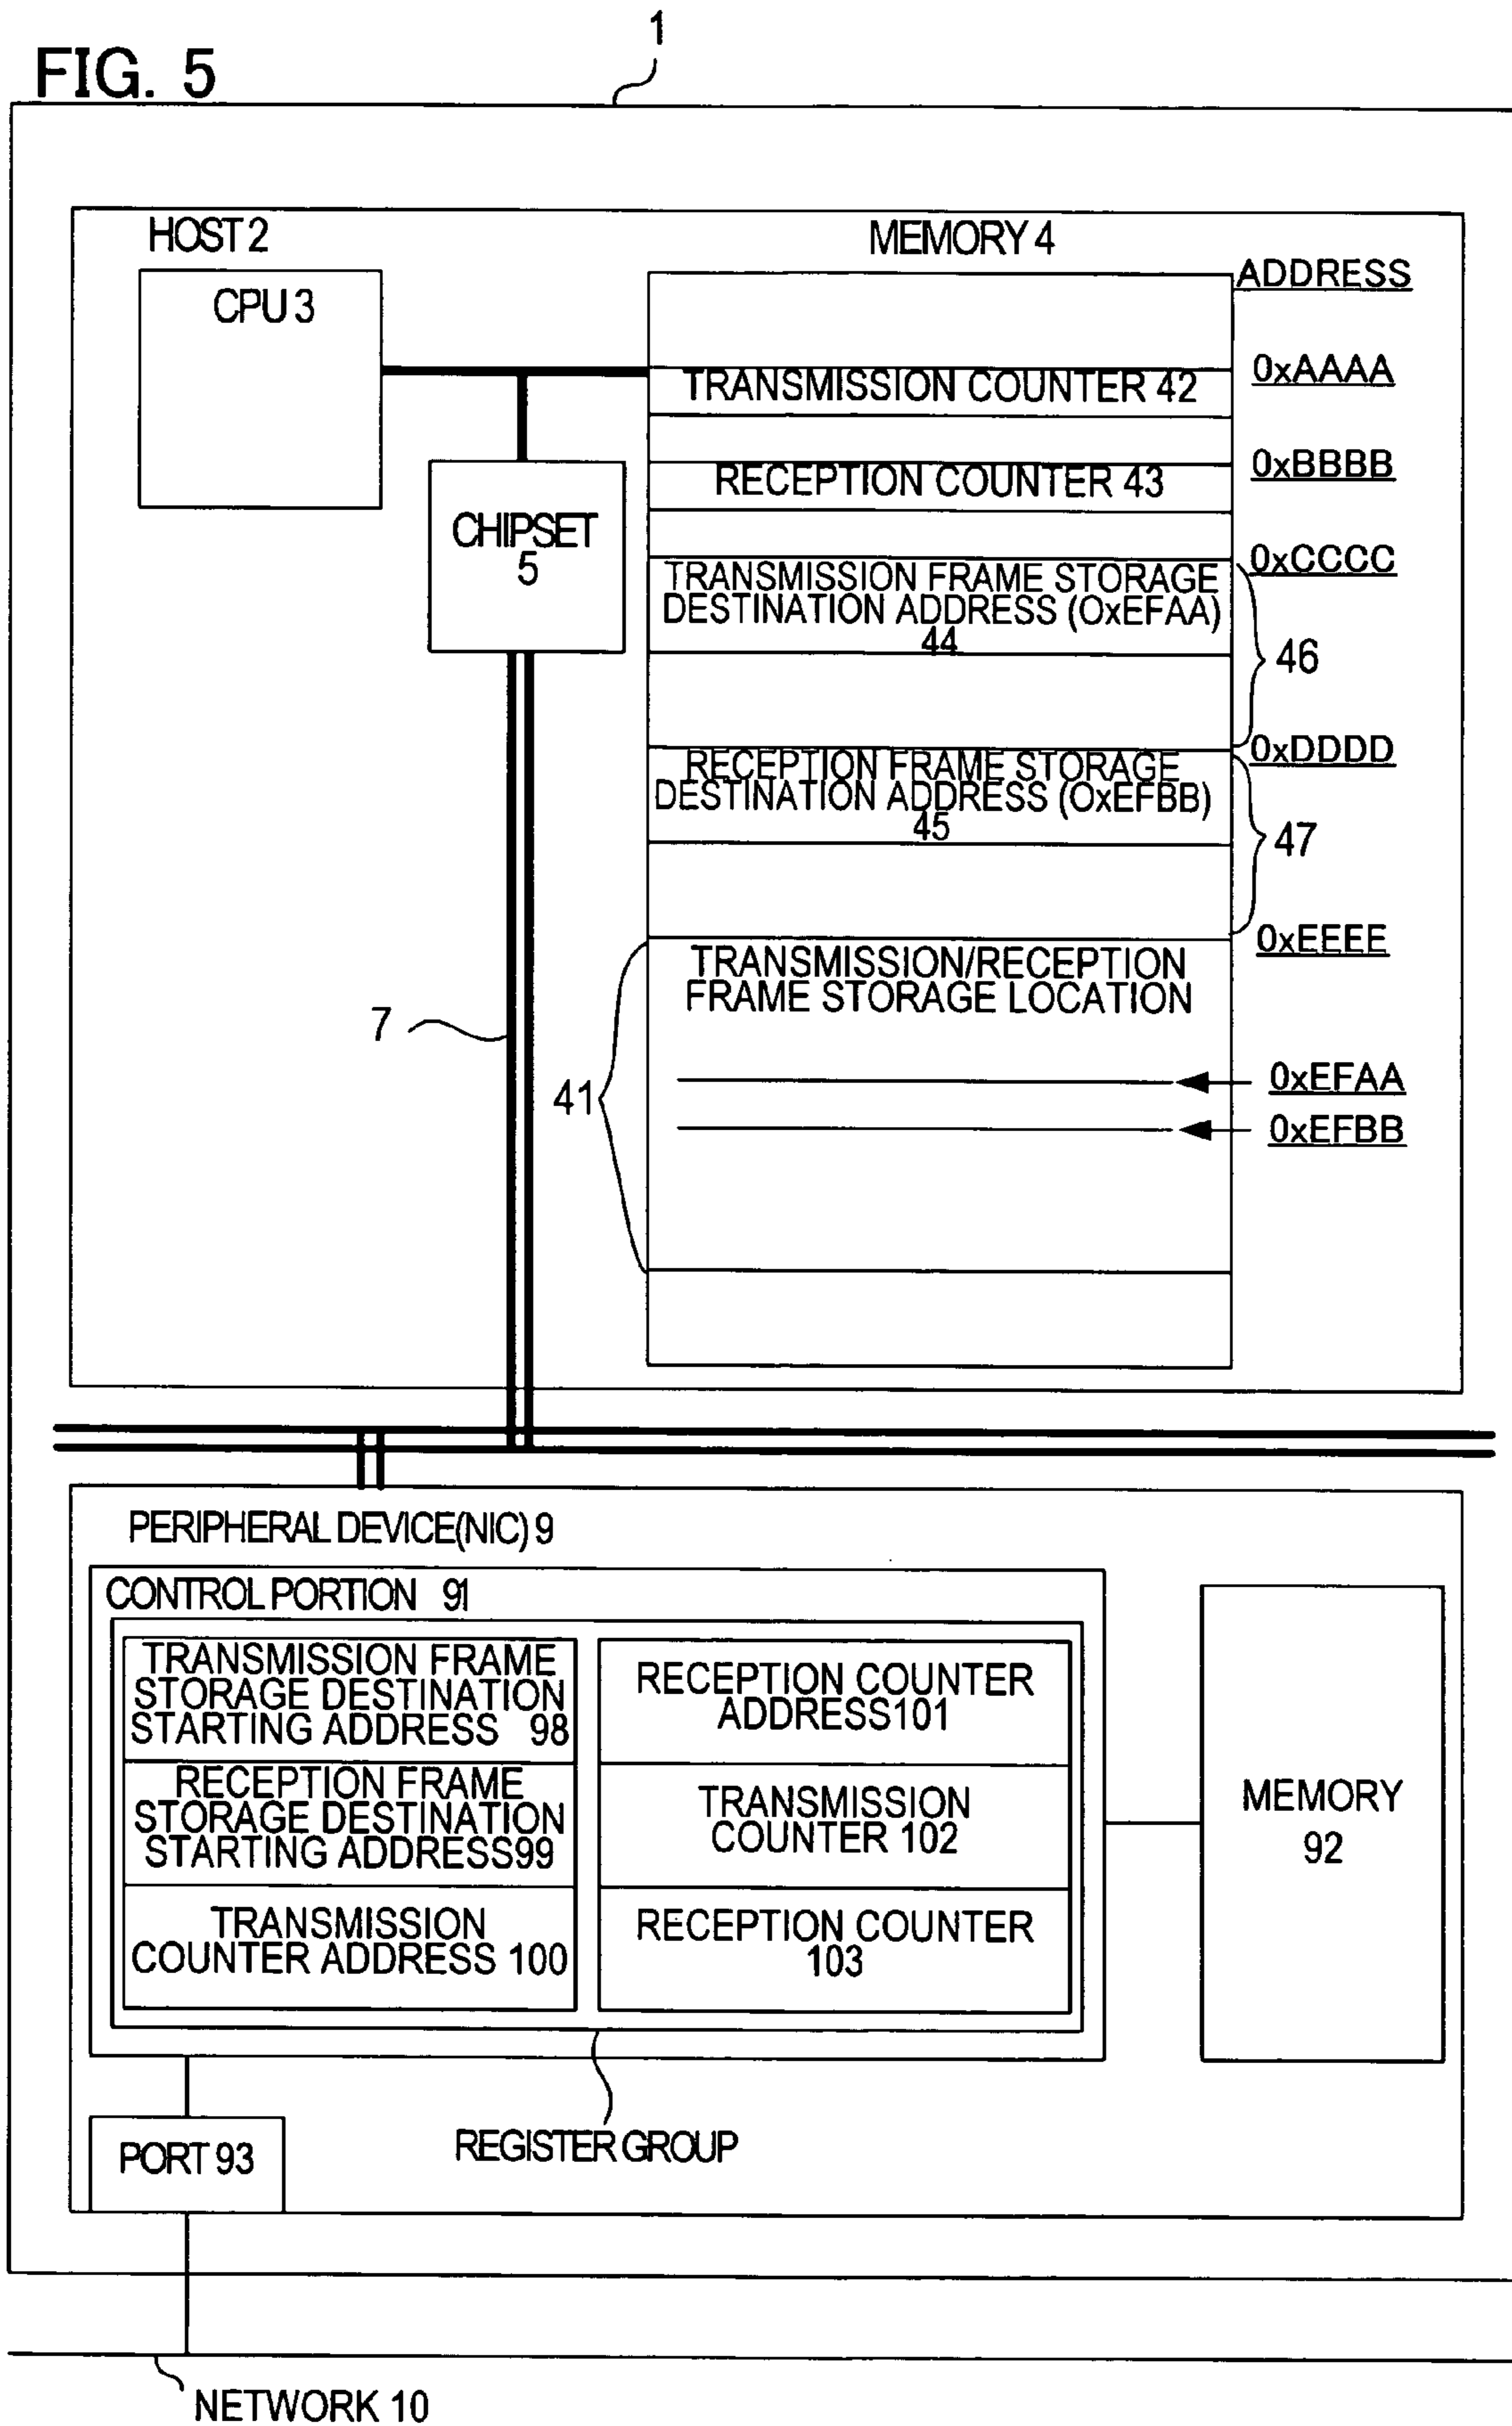 FIG. 5
1
HOST 2
MEMORY 4
CPU 3
ADDRESS
TRANSMISSION COUNTER 42
0xAAAA
RECEPTION COUNTER 43
0xBBBB
CHIPSET
5
0xCCCC
TRANSMISSION FRAME STORAGE
DESTINATION ADDRESS (0xEFAA)
44
46
0xDDDD
RECEPTION FRAME STORAGE
DESTINATION ADDRESS (0xEFBB)
45
47
0xEEEE
TRANSMISSION/RECEPTION
FRAME STORAGE LOCATION
7
41
0xEFAA
0xEFBB
PERIPHERAL DEVICE(NIC) 9
CONTROL PORTION 91
TRANSMISSION FRAME
STORAGE DESTINATION
STARTING ADDRESS 98
RECEPTION FRAME
STORAGE DESTINATION
STARTING ADDRESS99
TRANSMISSION
COUNTER ADDRESS 100
RECEPTION COUNTER
ADDRESS101
TRANSMISSION
COUNTER 102
RECEPTION COUNTER
103
MEMORY
92
PORT 93
REGISTER GROUP
NETWORK 10